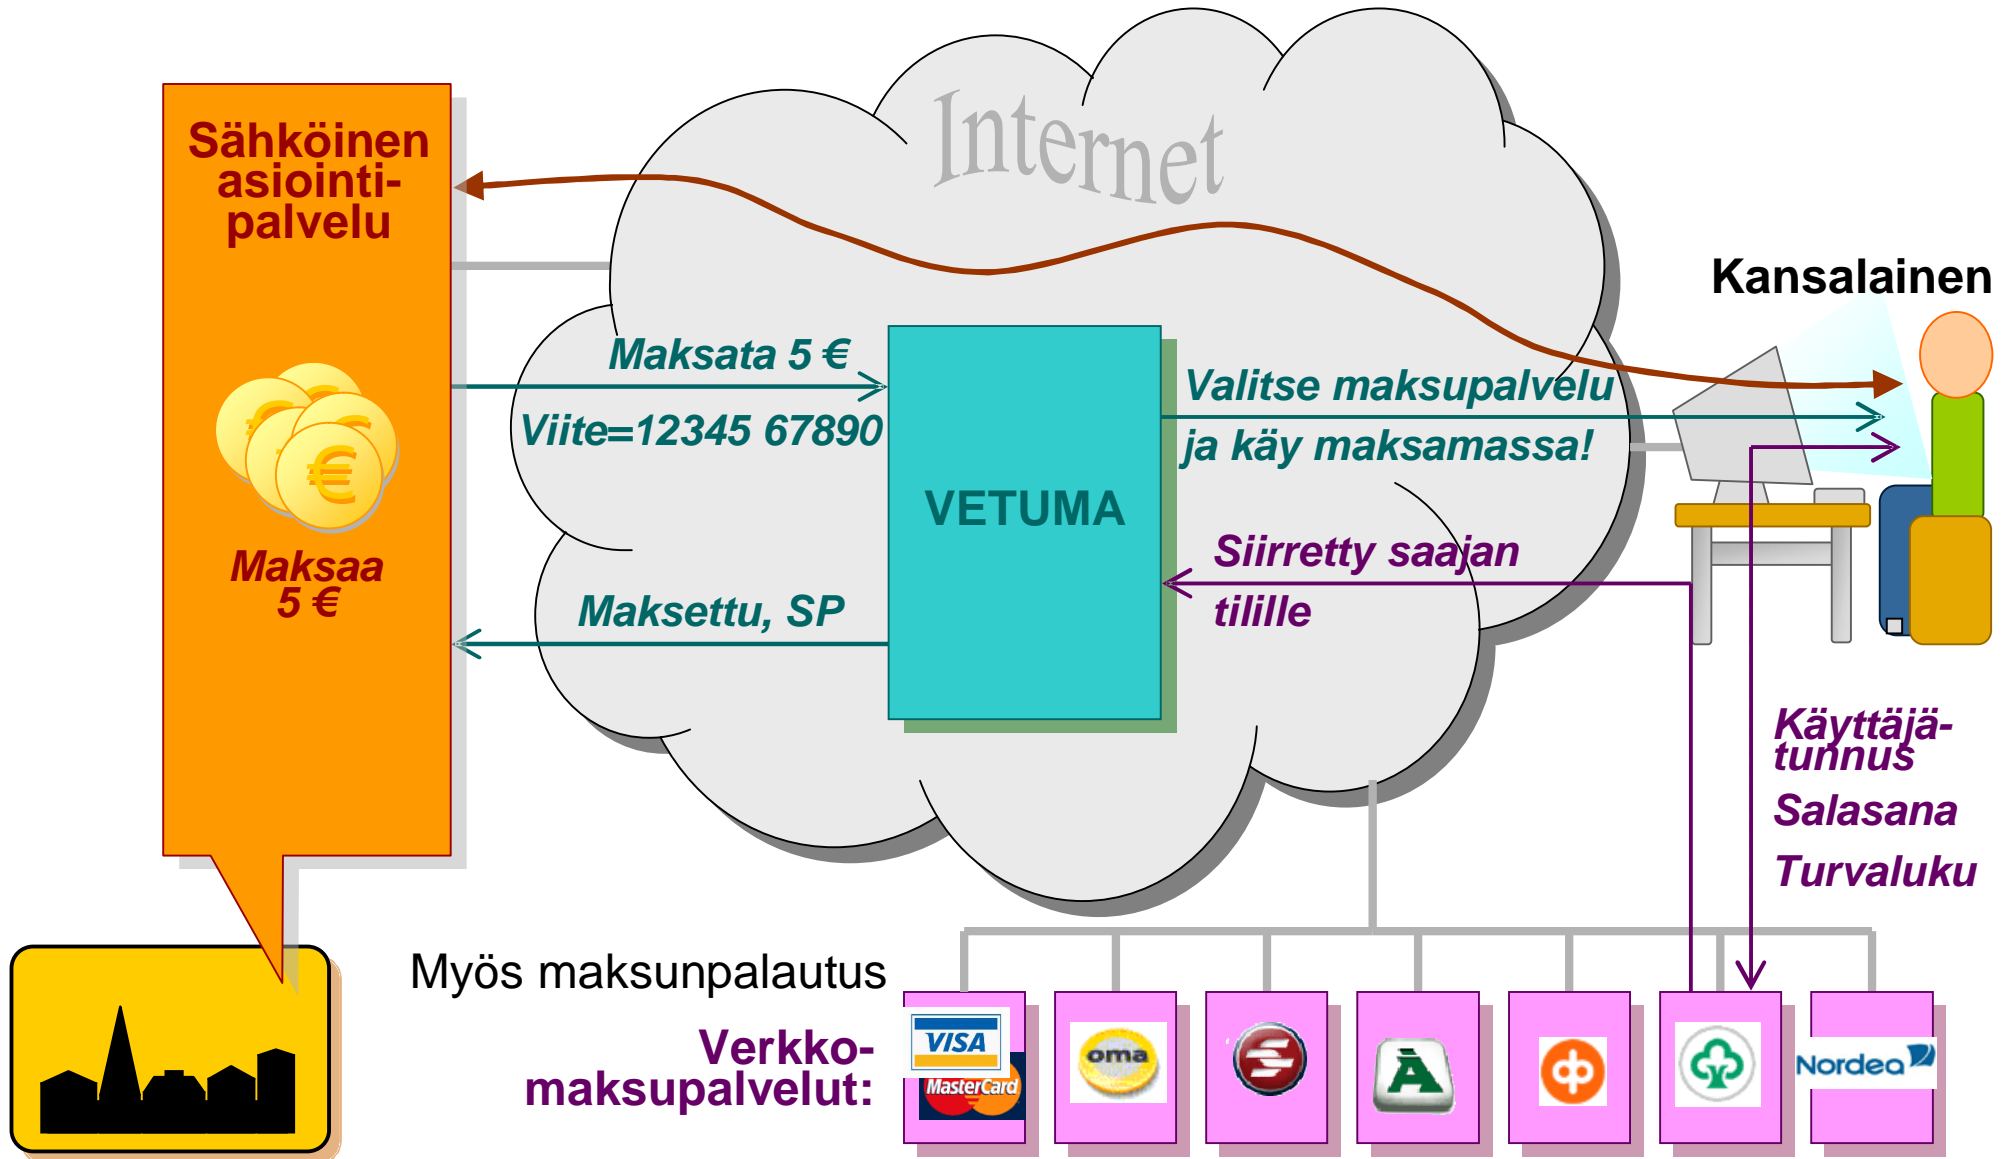 Internet
Sähköinen
asiointi-
palvelu
Kansalainen
Maksata 5 €
Viite=12345 67890
Valitse maksupalvelu
ja käy maksamassa!
VETUMA
Siirretty saajan
tilille
Maksaa
5 €
Maksettu, SP
Käyttäjä-
tunnus
Salasana
Turvaluku
Myös maksunpalautus
Verkko-
maksupalvelut:
VISA
MasterCard
oma
Å
Nordea